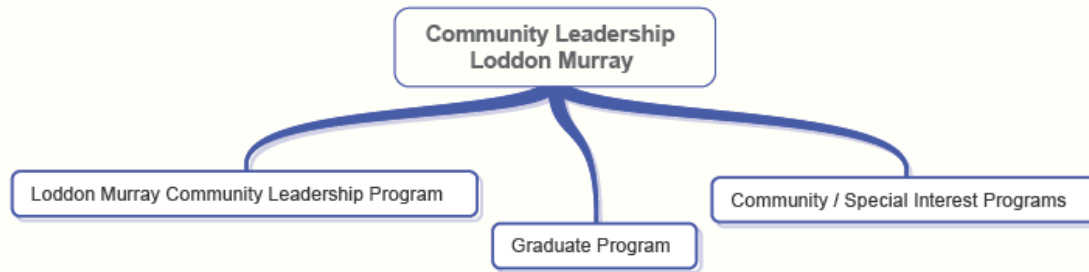 Community Leadership
Loddon Murray
Loddon Murray Community Leadership Program
Graduate Program
Community / Special Interest Programs